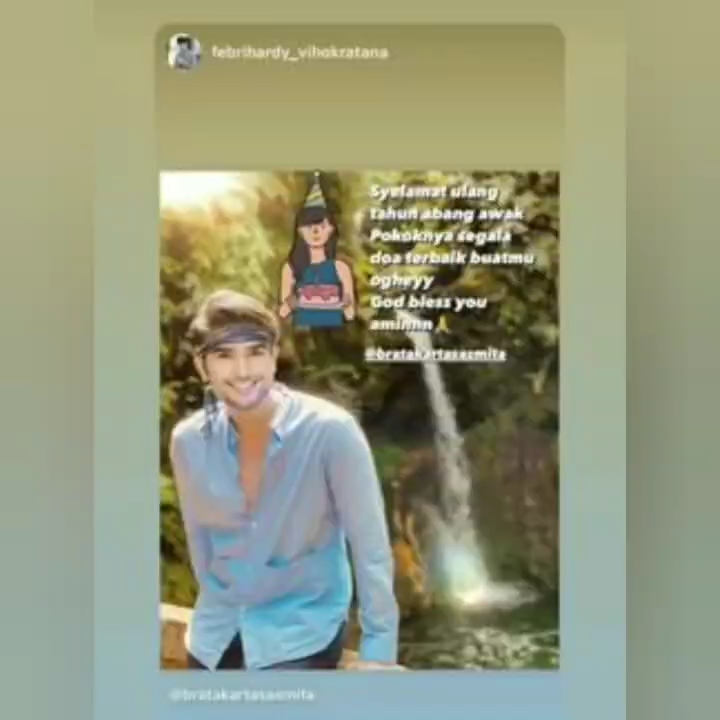 febrihardy_vihokratana
Syelamat ulang
tahun abang awak
Pokoknya segala
doa terbaik buatmu
ogheyy
God bless you
aminnn🙏
@bratakartasasmita
@bratakartasasmita